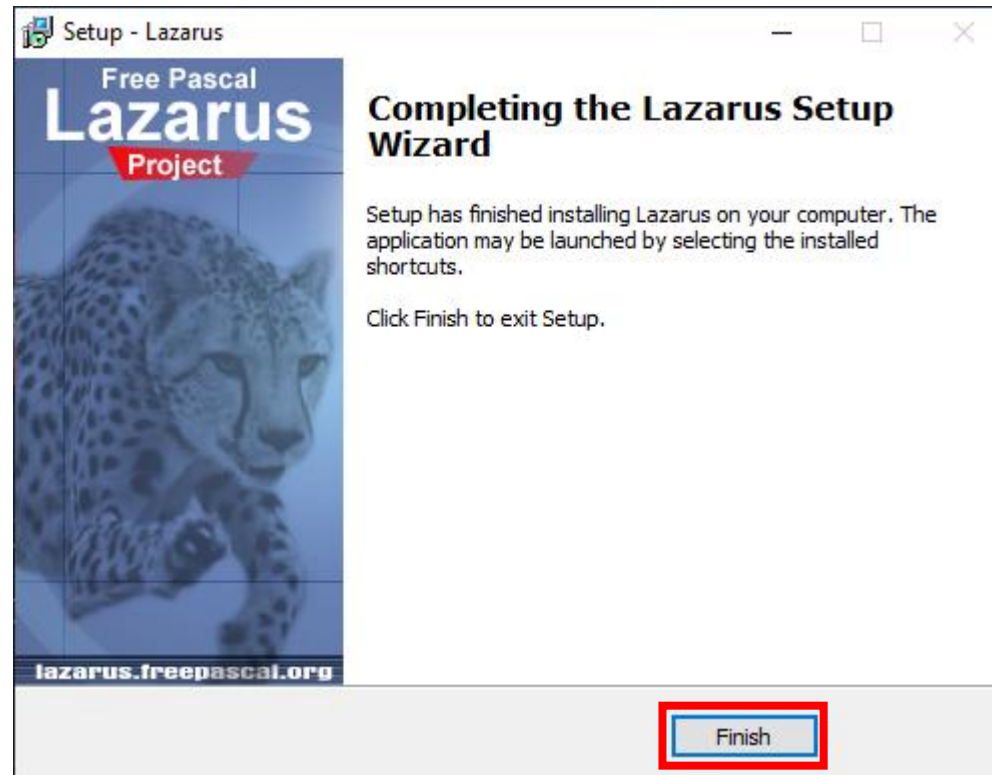 Setup - Lazarus
Free Pascal
Lazarus
Project
Completing the Lazarus Setup
Wizard
Setup has finished installing Lazarus on your computer. The
application may be launched by selecting the installed
shortcuts.
Click Finish to exit Setup.
lazarus.freepascal.org
Finish